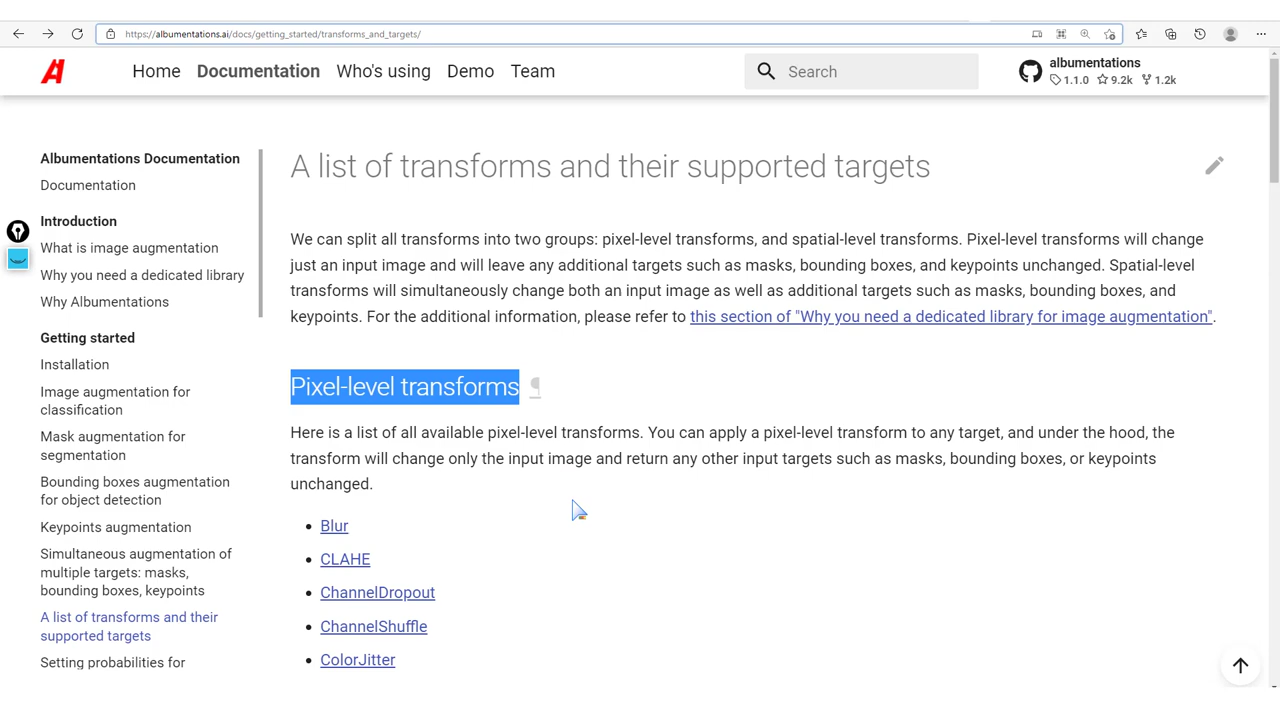 https://albumentations.ai/docs/getting_started/transforms_and_targets/
Home Documentation Who's using Demo Team
Search
albumentations
1.1.0 9.2k 1.2k
Albumentations Documentation
Documentation
Introduction
What is image augmentation
Why you need a dedicated library
Why Albumentations
Getting started
Installation
Image augmentation for
classification
Mask augmentation for
segmentation
Bounding boxes augmentation
for object detection
Keypoints augmentation
Simultaneous augmentation of
multiple targets: masks,
bounding boxes, keypoints
A list of transforms and their
supported targets
Setting probabilities for
A list of transforms and their supported targets
We can split all transforms into two groups: pixel-level transforms, and spatial-level transforms. Pixel-level transforms will change
just an input image and will leave any additional targets such as masks, bounding boxes, and keypoints unchanged. Spatial-level
transforms will simultaneously change both an input image as well as additional targets such as masks, bounding boxes, and
keypoints. For the additional information, please refer to this section of "Why you need a dedicated library for image augmentation".
Pixel-level transforms ¶
Here is a list of all available pixel-level transforms. You can apply a pixel-level transform to any target, and under the hood, the
transform will change only the input image and return any other input targets such as masks, bounding boxes, or keypoints
unchanged.
• Blur
• CLAHE
• ChannelDropout
• ChannelShuffle
• ColorJitter